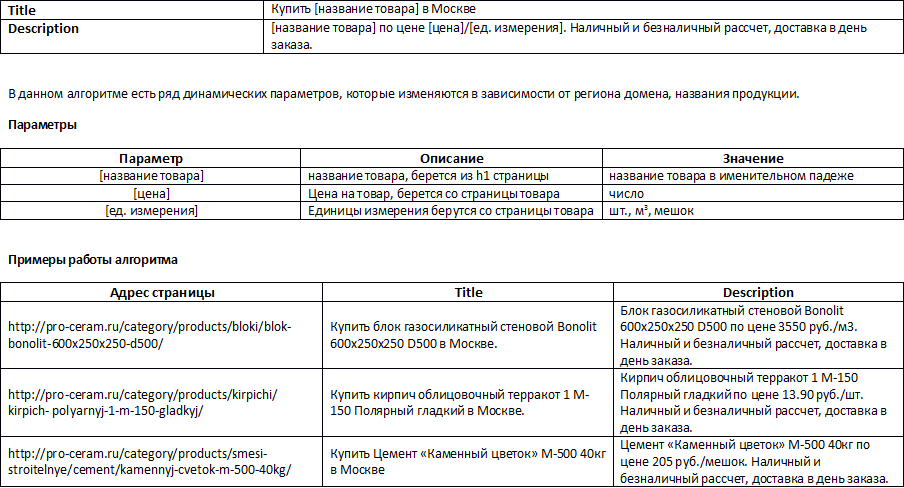 Title Купить [название товара] в Москве
Description [название товара] по цене [цена]/[ед. измерения]. Наличный и безналичный рассчет, доставка в день
заказа.
В данном алгоритме есть ряд динамических параметров, которые изменяются в зависимости от региона домена, названия продукции.
Параметры
Параметр Описание Значение
[название товара] название товара, берется из h1 страницы название товара в именительном падеже
[цена] Цена на товар, берется со страницы товара число
[ед. измерения] Единицы измерения берутся со страницы товара шт., м³, мешок
Примеры работы алгоритма
Адрес страницы Title Description
http://pro-ceram.ru/category/products/bloki/blok-
bonolit-600x250x250-d500/
Купить блок газосиликатный стеновой Bonolit
600x250x250 D500 в Москве.
Блок газосиликатный стеновой Bonolit
600x250x250 D500 по цене 3550 руб./м3.
Наличный и безналичный рассчет, доставка в
день заказа.
http://pro-ceram.ru/category/products/kirpichi/
kirpich- polyarnyj-1-m-150-gladkyj/
Купить кирпич облицовочный терракот 1 М-
150 Полярный гладкий в Москве.
Кирпич облицовочный терракот 1 М-150
Полярный гладкий по цене 13.90 руб./шт.
Наличный и безналичный рассчет, доставка в
день заказа.
http://pro-ceram.ru/category/products/smesi-
stroitelnye/cement/kamennyj-cvetok-m-500-40kg/
Купить Цемент «Каменный цветок» М-500 40кг
в Москве
Цемент «Каменный цветок» М-500 40кг по
цене 205 руб./мешок. Наличный и
безналичный рассчет, доставка в день заказа.